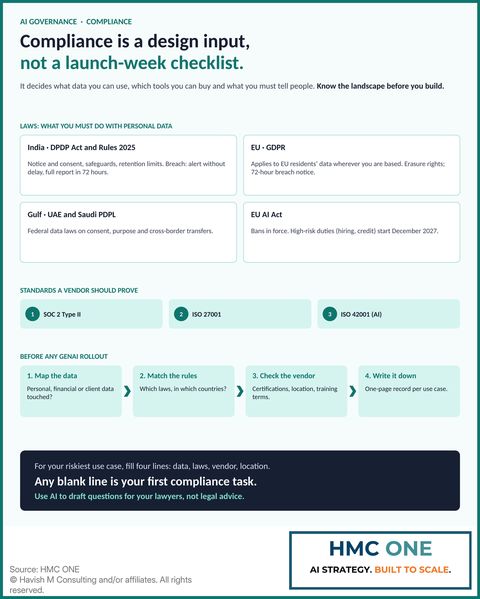 AI GOVERNANCE · COMPLIANCE
Compliance is a design input,
not a launch-week checklist.
It decides what data you can use, which tools you can buy and what you must tell people. Know the landscape before you build.
LAWS: WHAT YOU MUST DO WITH PERSONAL DATA
India · DPDP Act and Rules 2025
Notice and consent, safeguards, retention limits. Breach: alert without
delay, full report in 72 hours.
EU · GDPR
Applies to EU residents' data wherever you are based. Erasure rights;
72-hour breach notice.
Gulf · UAE and Saudi PDPL
Federal data laws on consent, purpose and cross-border transfers.
EU AI Act
Bans in force. High-risk duties (hiring, credit) start December 2027.
STANDARDS A VENDOR SHOULD PROVE
1 SOC 2 Type II
2 ISO 27001
3 ISO 42001 (AI)
BEFORE ANY GENAI ROLLOUT
1. Map the data
Personal, financial or client data
touched?
2. Match the rules
Which laws, in which countries?
3. Check the vendor
Certifications, location, training
terms.
4. Write it down
One-page record per use case.
For your riskiest use case, fill four lines: data, laws, vendor, location.
Any blank line is your first compliance task.
Use AI to draft questions for your lawyers, not legal advice.
HMC ONE
AI STRATEGY. BUILT TO SCALE.
Source: HMC ONE
© Havish M Consulting and/or affiliates. All rights
reserved.